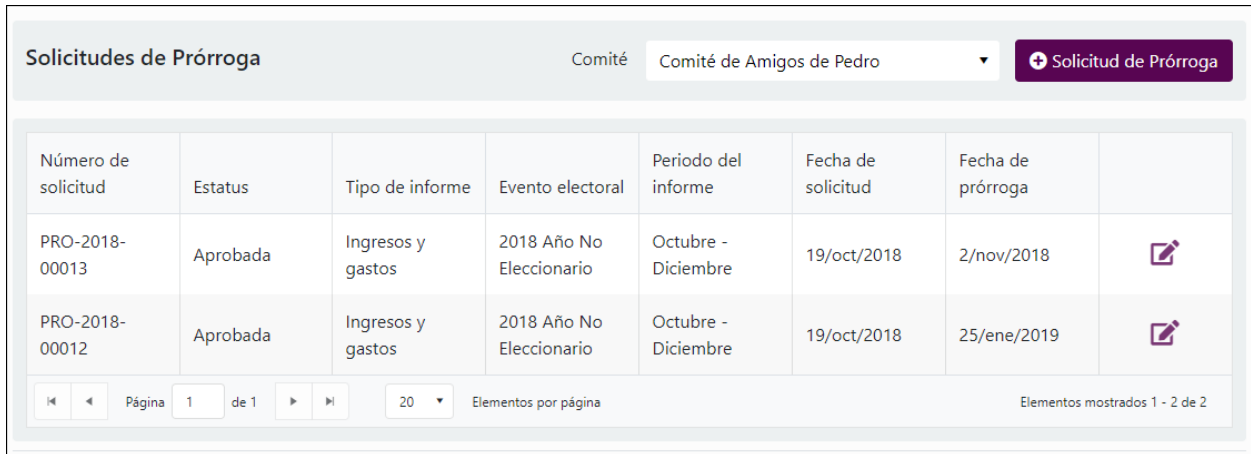 Solicitudes de Prórroga
Comité
Comité de Amigos de Pedro
Solicitud de Prórroga
Número de
solicitud
Estatus
Tipo de informe
Evento electoral
Periodo del
informe
Fecha de
solicitud
Fecha de
prórroga
PRO-2018-
00013
Aprobada
Ingresos y
gastos
2018 Año No
Eleccionario
Octubre -
Diciembre
19/oct/2018
2/nov/2018
PRO-2018-
00012
Aprobada
Ingresos y
gastos
2018 Año No
Eleccionario
Octubre -
Diciembre
19/oct/2018
25/ene/2019
Página 1 de 1
20
Elementos por página
Elementos mostrados 1 - 2 de 2